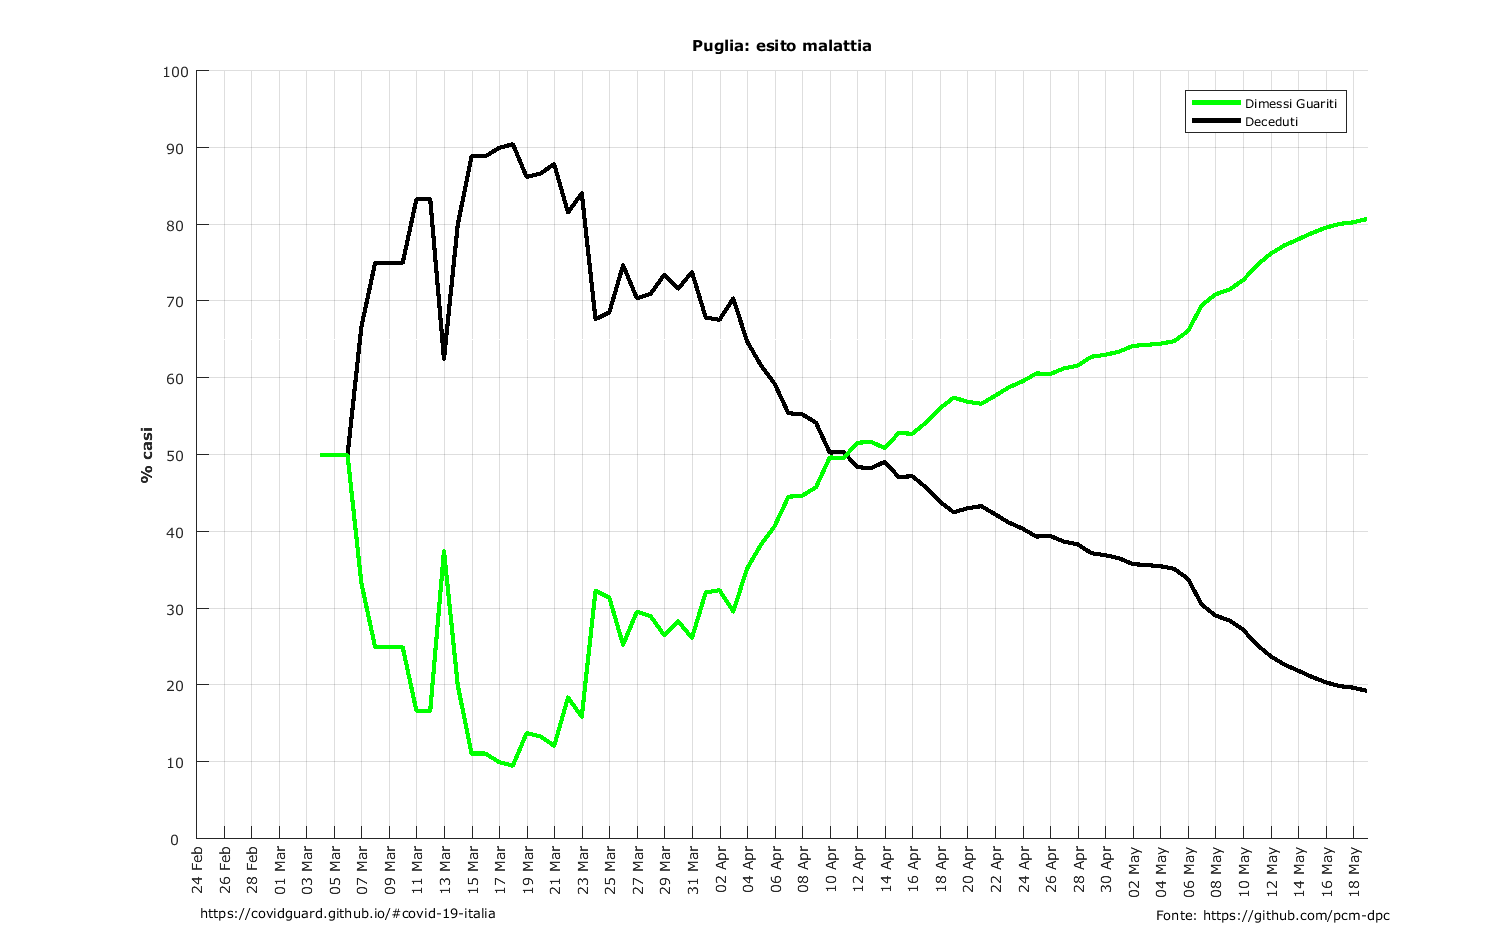 Puglia: esito malattia
Dimessi Guariti
Deceduti
% casi
100
90
80
70
60
50
40
30
20
10
0
24 Feb
26 Feb
28 Feb
01 Mar
03 Mar
05 Mar
07 Mar
09 Mar
11 Mar
13 Mar
15 Mar
17 Mar
19 Mar
21 Mar
23 Mar
25 Mar
27 Mar
29 Mar
31 Mar
02 Apr
04 Apr
06 Apr
08 Apr
10 Apr
12 Apr
14 Apr
16 Apr
18 Apr
20 Apr
22 Apr
24 Apr
26 Apr
28 Apr
30 Apr
02 May
04 May
06 May
08 May
10 May
12 May
14 May
16 May
18 May
https://covidguard.github.io/#covid-19-italia
Fonte: https://github.com/pcm-dpc